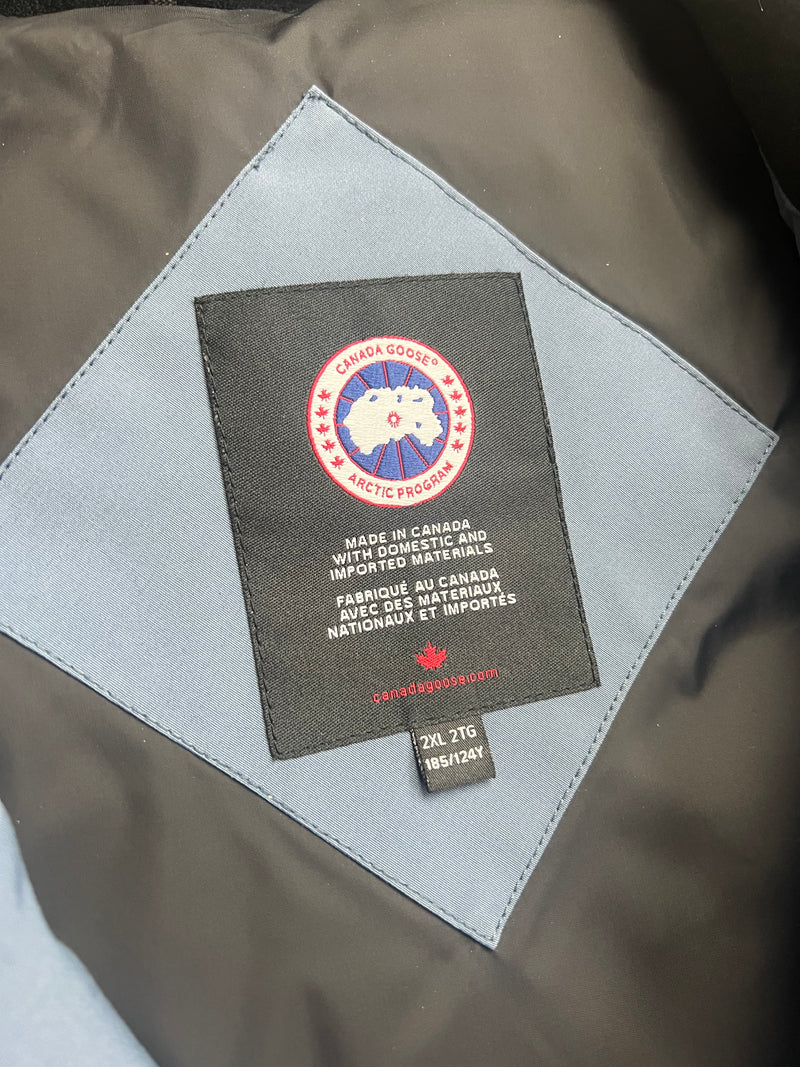 CANADA GOOSE®
ARCTIC PROGRAM
MADE IN CANADA
WITH DOMESTIC AND
IMPORTED MATERIALS
FABRIQUÉ AU CANADA
AVEC DES MATERIAUX
NATIONAUX ET IMPORTÉS
canadagoose.com
2XL 2TG
185/124Y